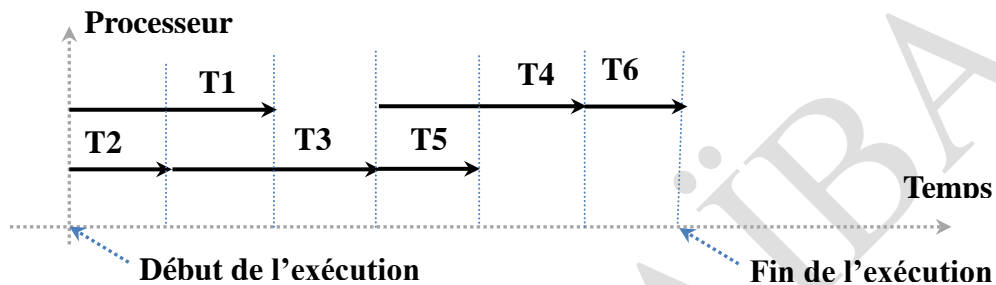 Processeur
T1
T4
T6
T2
T3
T5
Temps
Début de l’exécution
Fin de l’exécution